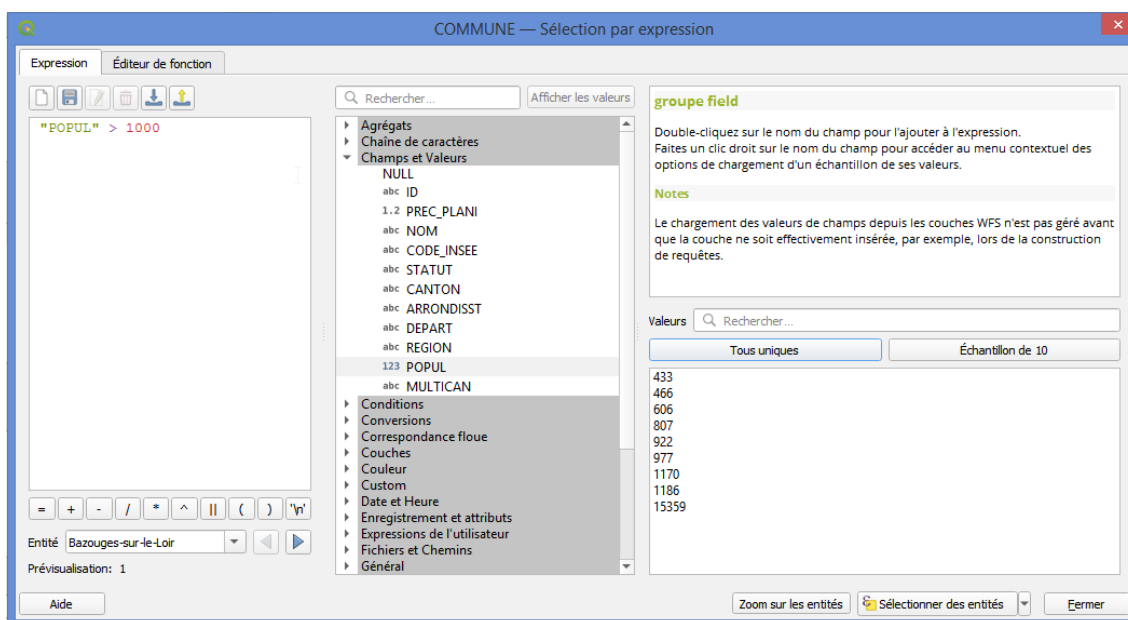 COMMUNE — Sélection par expression
Expression
Éditeur de fonction
"POPUL" > 1000
= + - / * ^ || ( ) '\n'
Entité Bazouges-sur-le-Loir
Prévisualisation: 1
Rechercher...
Afficher les valeurs
Agrégats
Chaîne de caractères
Champs et Valeurs
NULL
abc ID
1.2 PREC_PLANI
abc NOM
abc CODE_INSEE
abc STATUT
abc CANTON
abc ARRONDISST
abc DEPART
abc REGION
123 POPUL
abc MULTICAN
Conditions
Conversions
Correspondance floue
Couches
Couleur
Custom
Date et Heure
Enregistrement et attributs
Expressions de l'utilisateur
Fichiers et Chemins
Général
groupe field
Double-cliquez sur le nom du champ pour l'ajouter à l'expression.
Faites un clic droit sur le nom du champ pour accéder au menu contextuel des
options de chargement d'un échantillon de ses valeurs.
Notes
Le chargement des valeurs de champs depuis les couches WFS n'est pas géré avant
que la couche ne soit effectivement insérée, par exemple, lors de la construction
de requêtes.
Valeurs Rechercher...
Tous uniques
Échantillon de 10
433
466
606
807
922
977
1170
1186
15359
Aide
Zoom sur les entités
Sélectionner des entités
Fermer